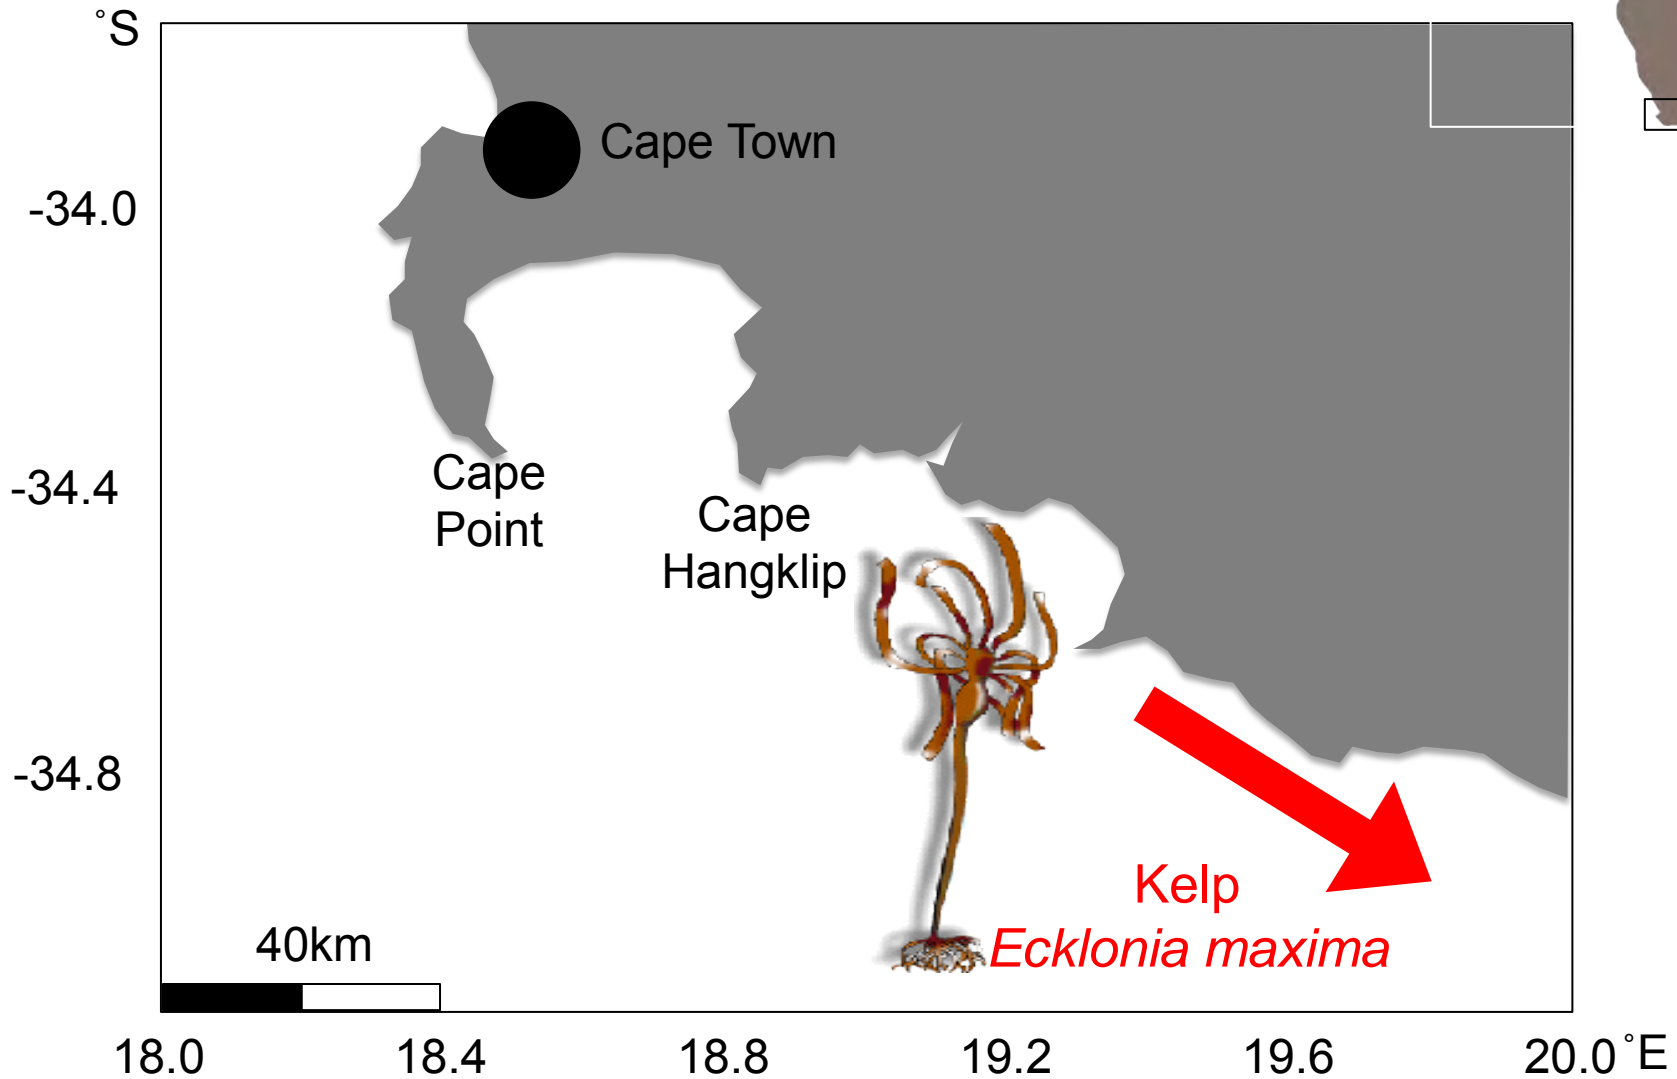 °S
Cape Town
-34.0
Cape
Point
-34.4
Cape
Hangklip
-34.8
Kelp
Ecklonia maxima
40km
18.0
18.4
18.8
19.2
19.6
20.0 °E